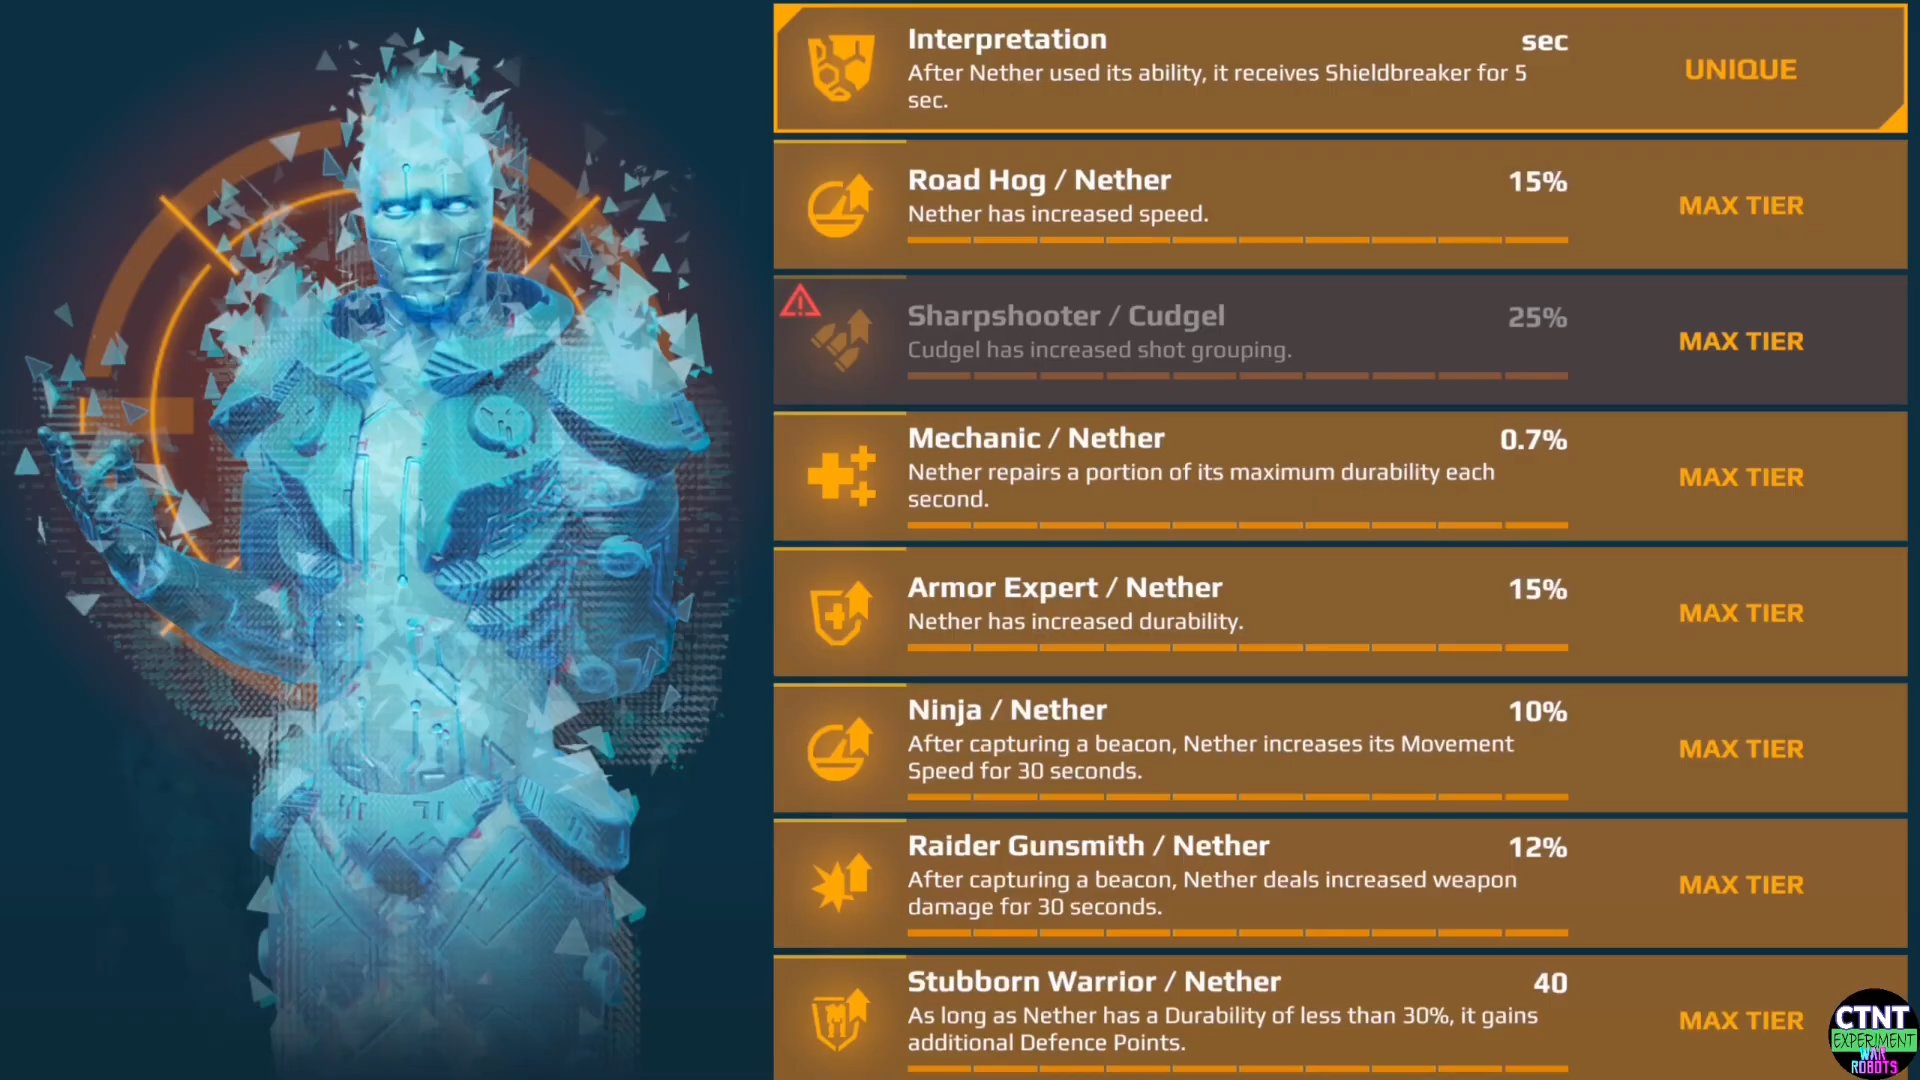 Interpretation
sec
After Nether used its ability, it receives Shieldbreaker for 5
sec.
UNIQUE
Road Hog / Nether
15%
Nether has increased speed.
MAX TIER
Sharpshooter / Cudgel
25%
Cudgel has increased shot grouping.
MAX TIER
Mechanic / Nether
0.7%
Nether repairs a portion of its maximum durability each
second.
MAX TIER
Armor Expert / Nether
15%
Nether has increased durability.
MAX TIER
Ninja / Nether
10%
After capturing a beacon, Nether increases its Movement
Speed for 30 seconds.
MAX TIER
Raider Gunsmith / Nether
12%
After capturing a beacon, Nether deals increased weapon
damage for 30 seconds.
MAX TIER
Stubborn Warrior / Nether
40
As long as Nether has a Durability of less than 30%, it gains
additional Defence Points.
MAX TIER
CTNT
EXPERIMENT
WAR
ROBOTS